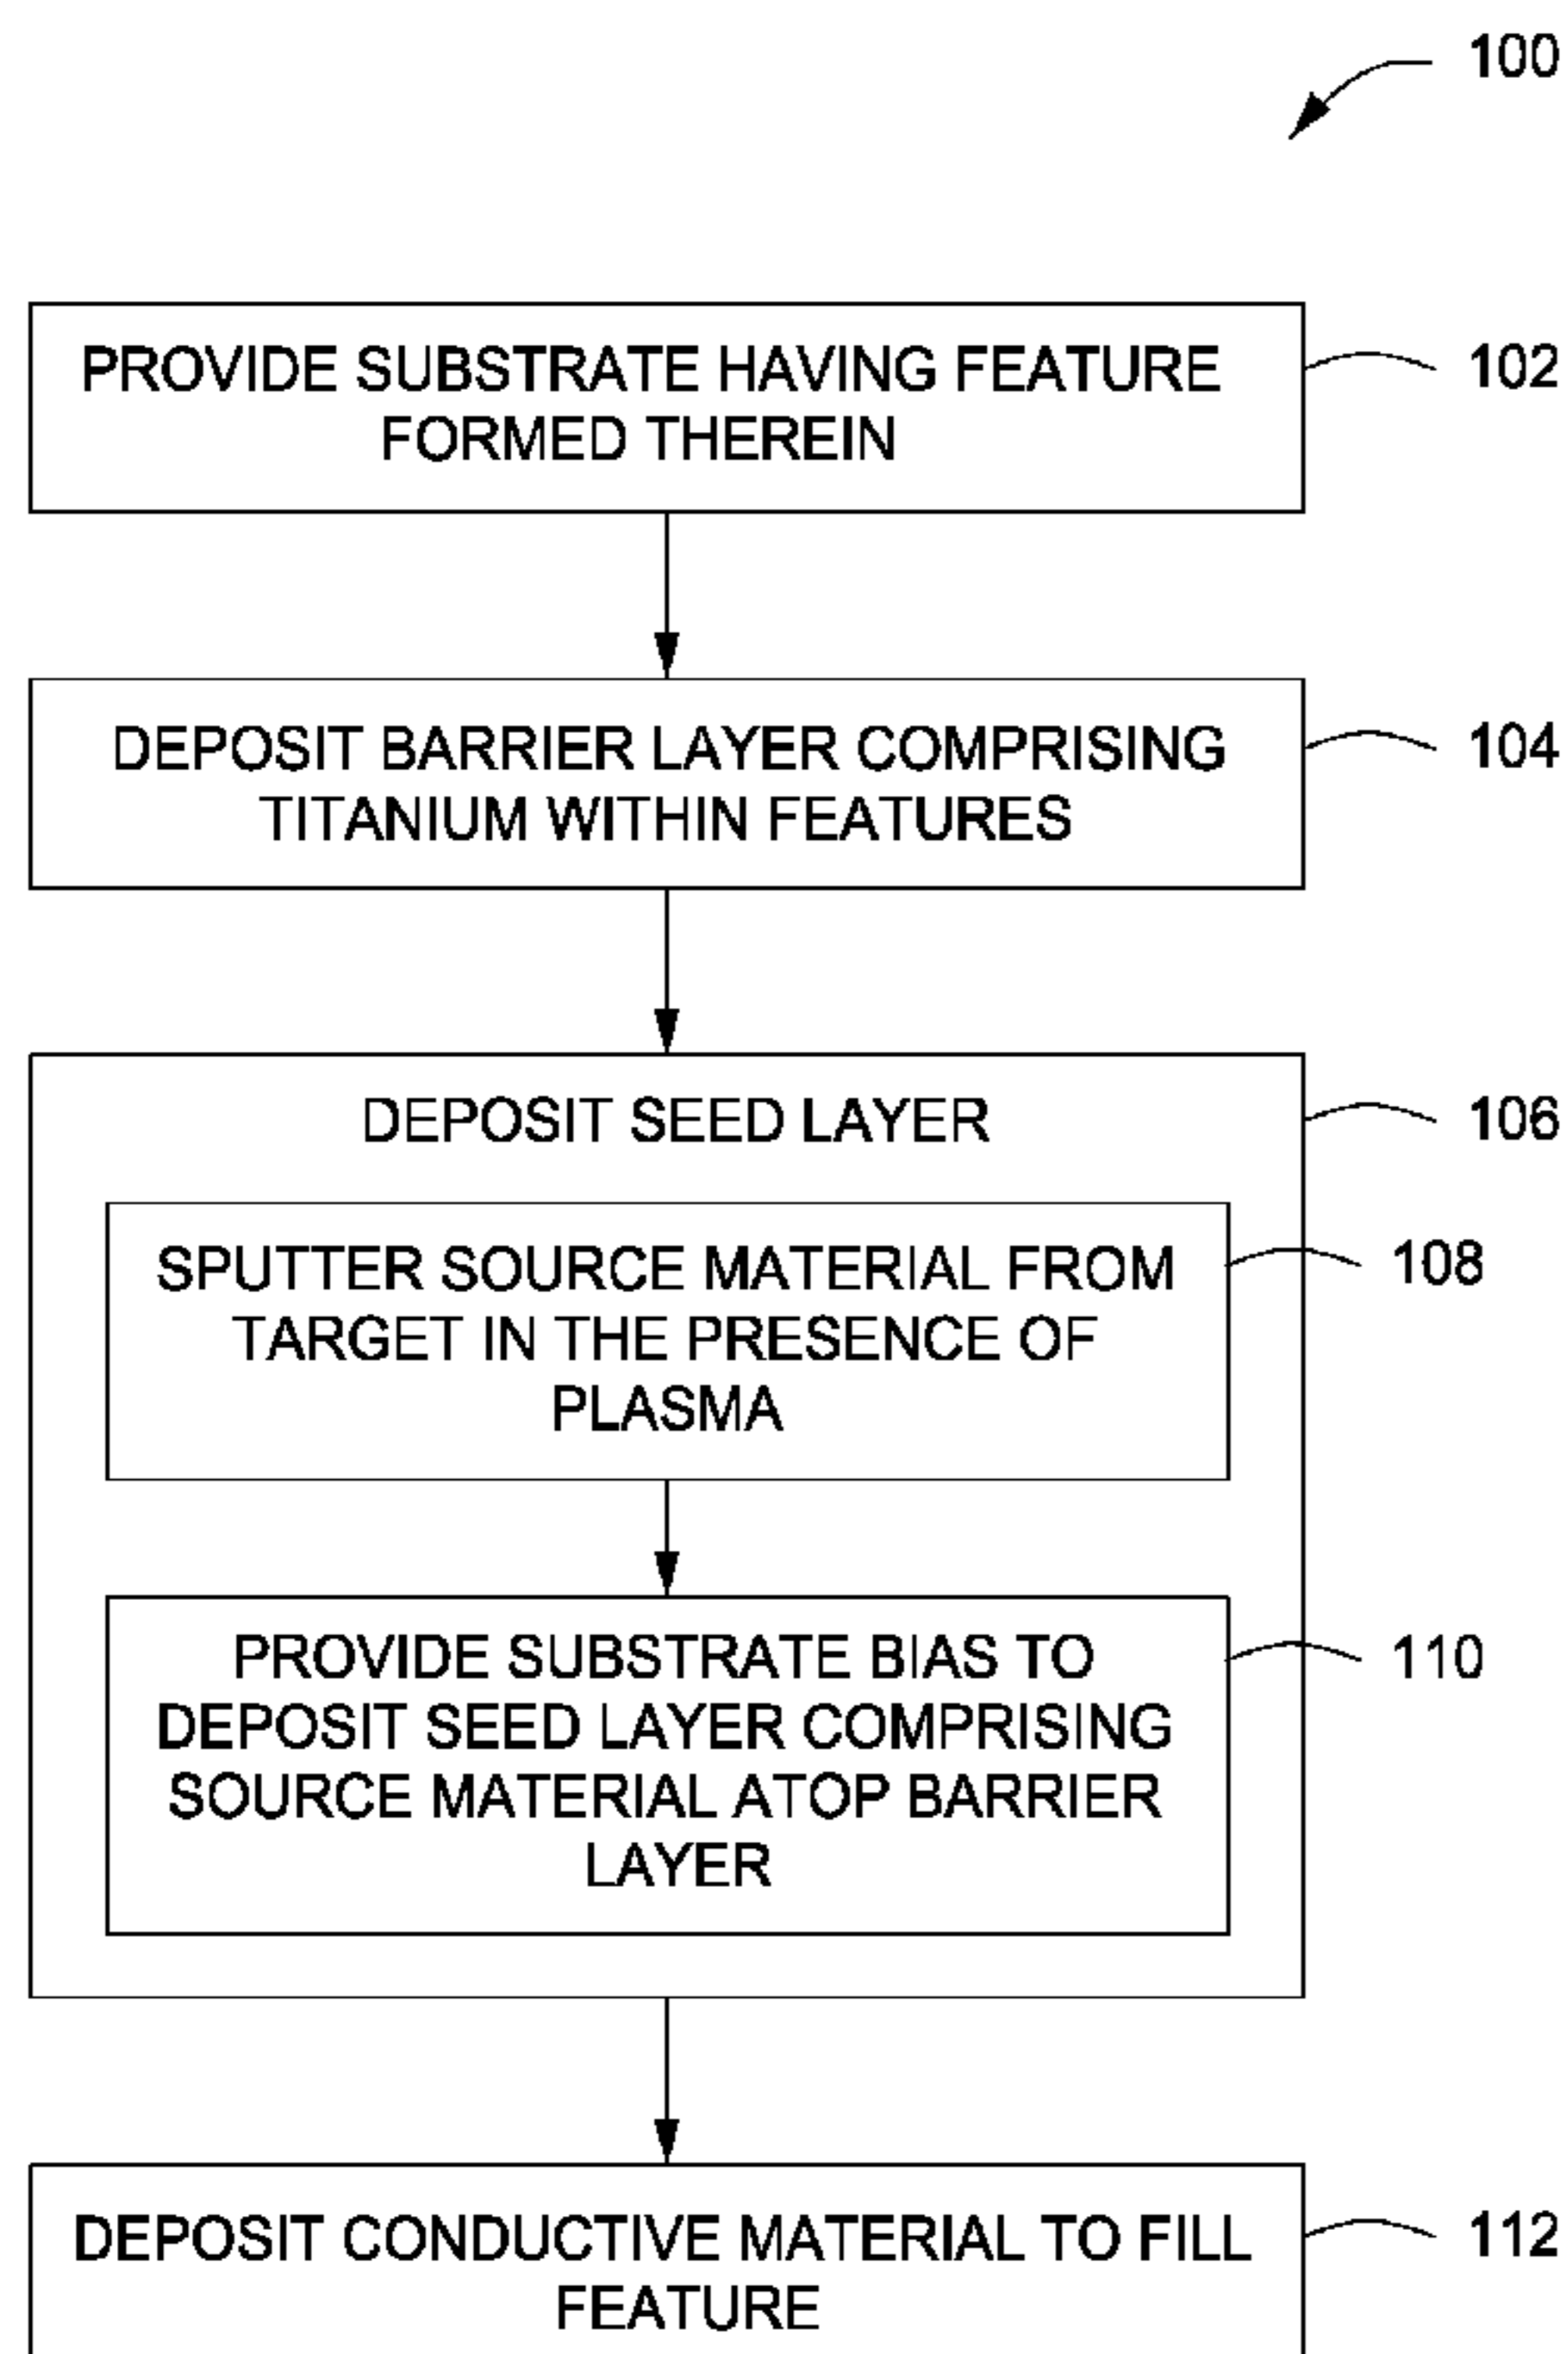 100
PROVIDE SUBSTRATE HAVING FEATURE
FORMED THEREIN
102
DEPOSIT BARRIER LAYER COMPRISING
TITANIUM WITHIN FEATURES
104
DEPOSIT SEED LAYER
106
SPUTTER SOURCE MATERIAL FROM
TARGET IN THE PRESENCE OF
PLASMA
108
PROVIDE SUBSTRATE BIAS TO
DEPOSIT SEED LAYER COMPRISING
SOURCE MATERIAL ATOP BARRIER
LAYER
110
DEPOSIT CONDUCTIVE MATERIAL TO FILL
FEATURE
112